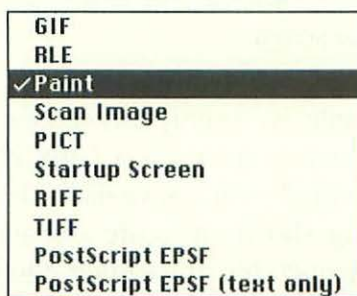 GIF
RLE
✓Paint
Scan Image
PICT
Startup Screen
RIFF
TIFF
PostScript EPSF
PostScript EPSF (text only)